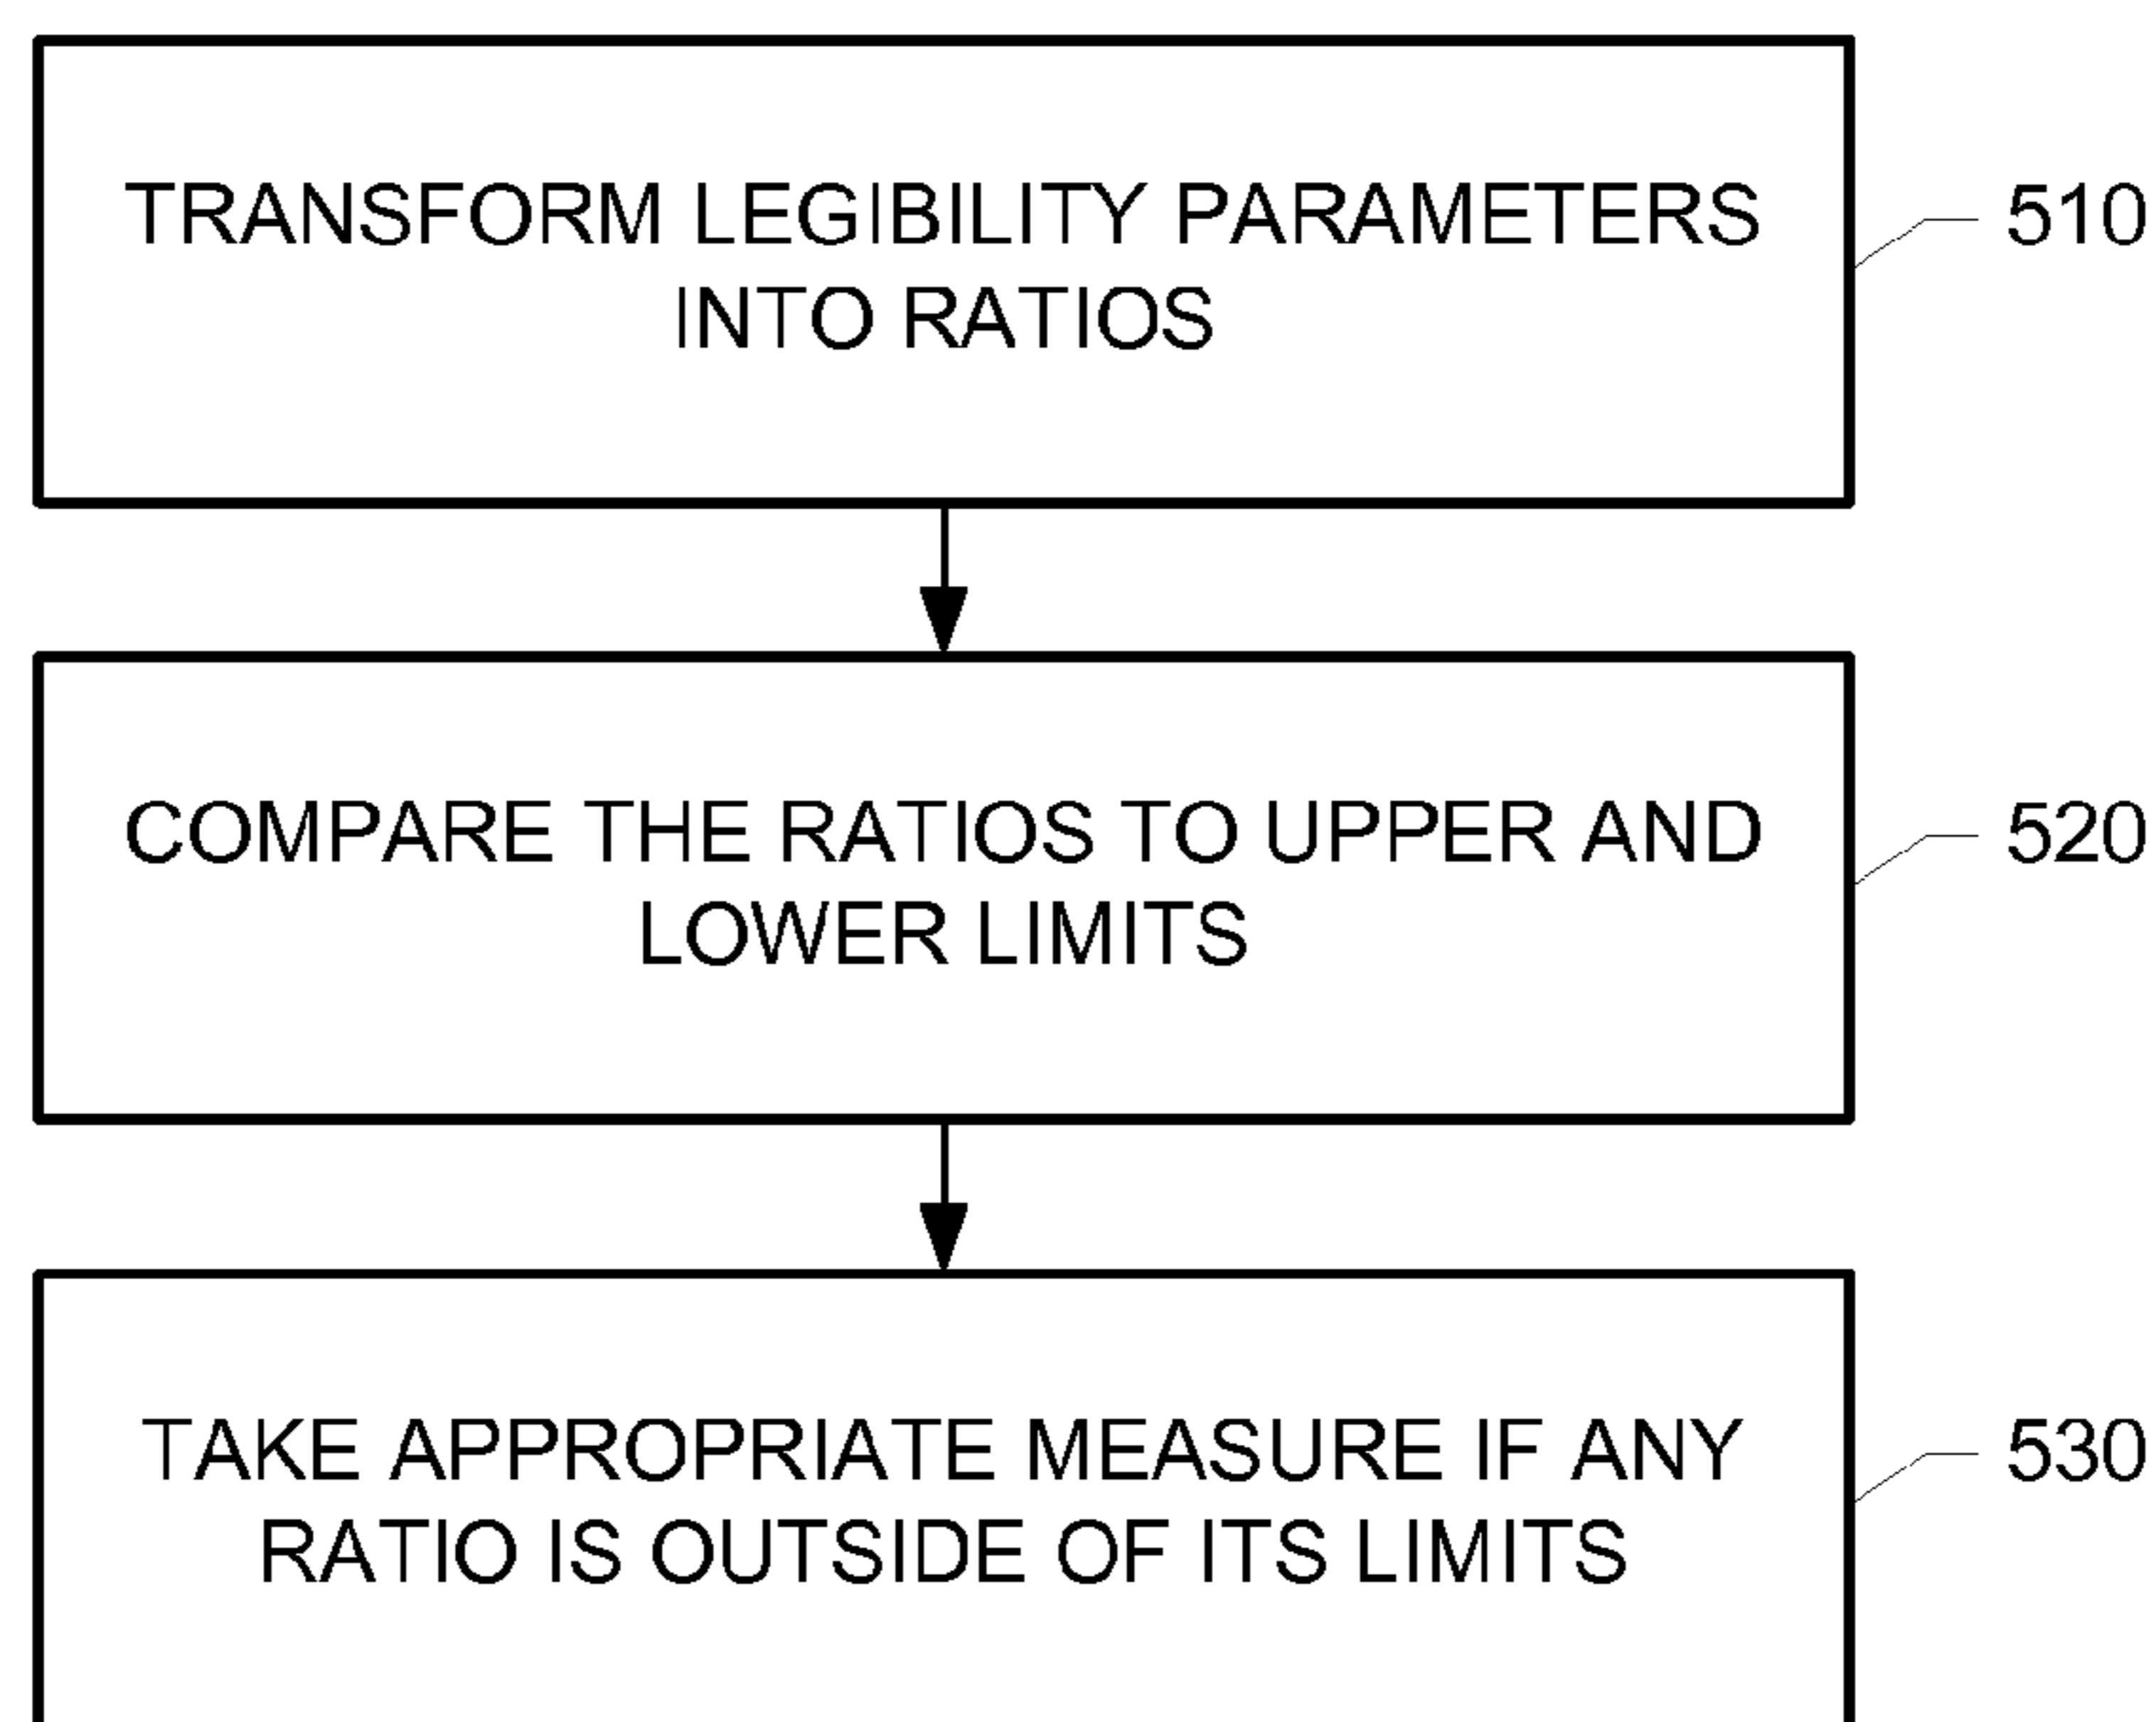 TRANSFORM LEGIBILITY PARAMETERS
INTO RATIOS
510
COMPARE THE RATIOS TO UPPER AND
LOWER LIMITS
520
TAKE APPROPRIATE MEASURE IF ANY
RATIO IS OUTSIDE OF ITS LIMITS
530